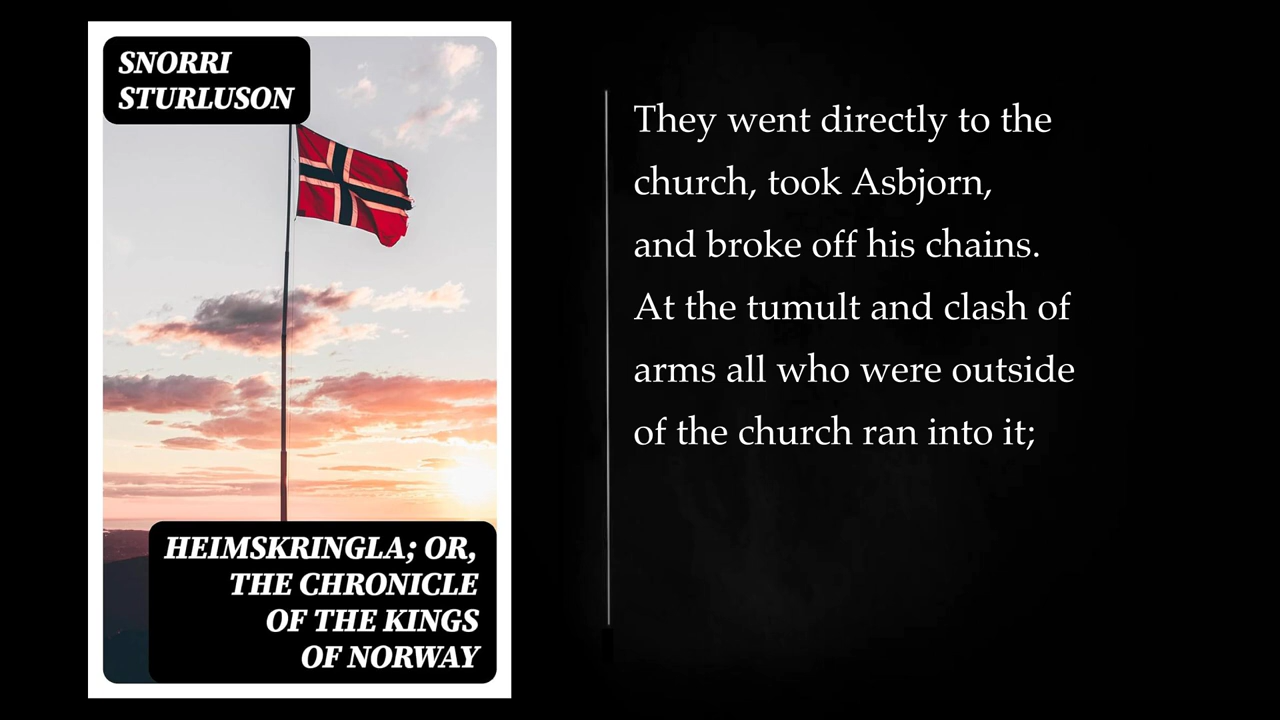 SNORRI
STURLUSON
HEIMSKRINGLA; OR,
THE CHRONICLE
OF THE KINGS
OF NORWAY
They went directly to the
church, took Asbjorn,
and broke off his chains.
At the tumult and clash of
arms all who were outside
of the church ran into it;